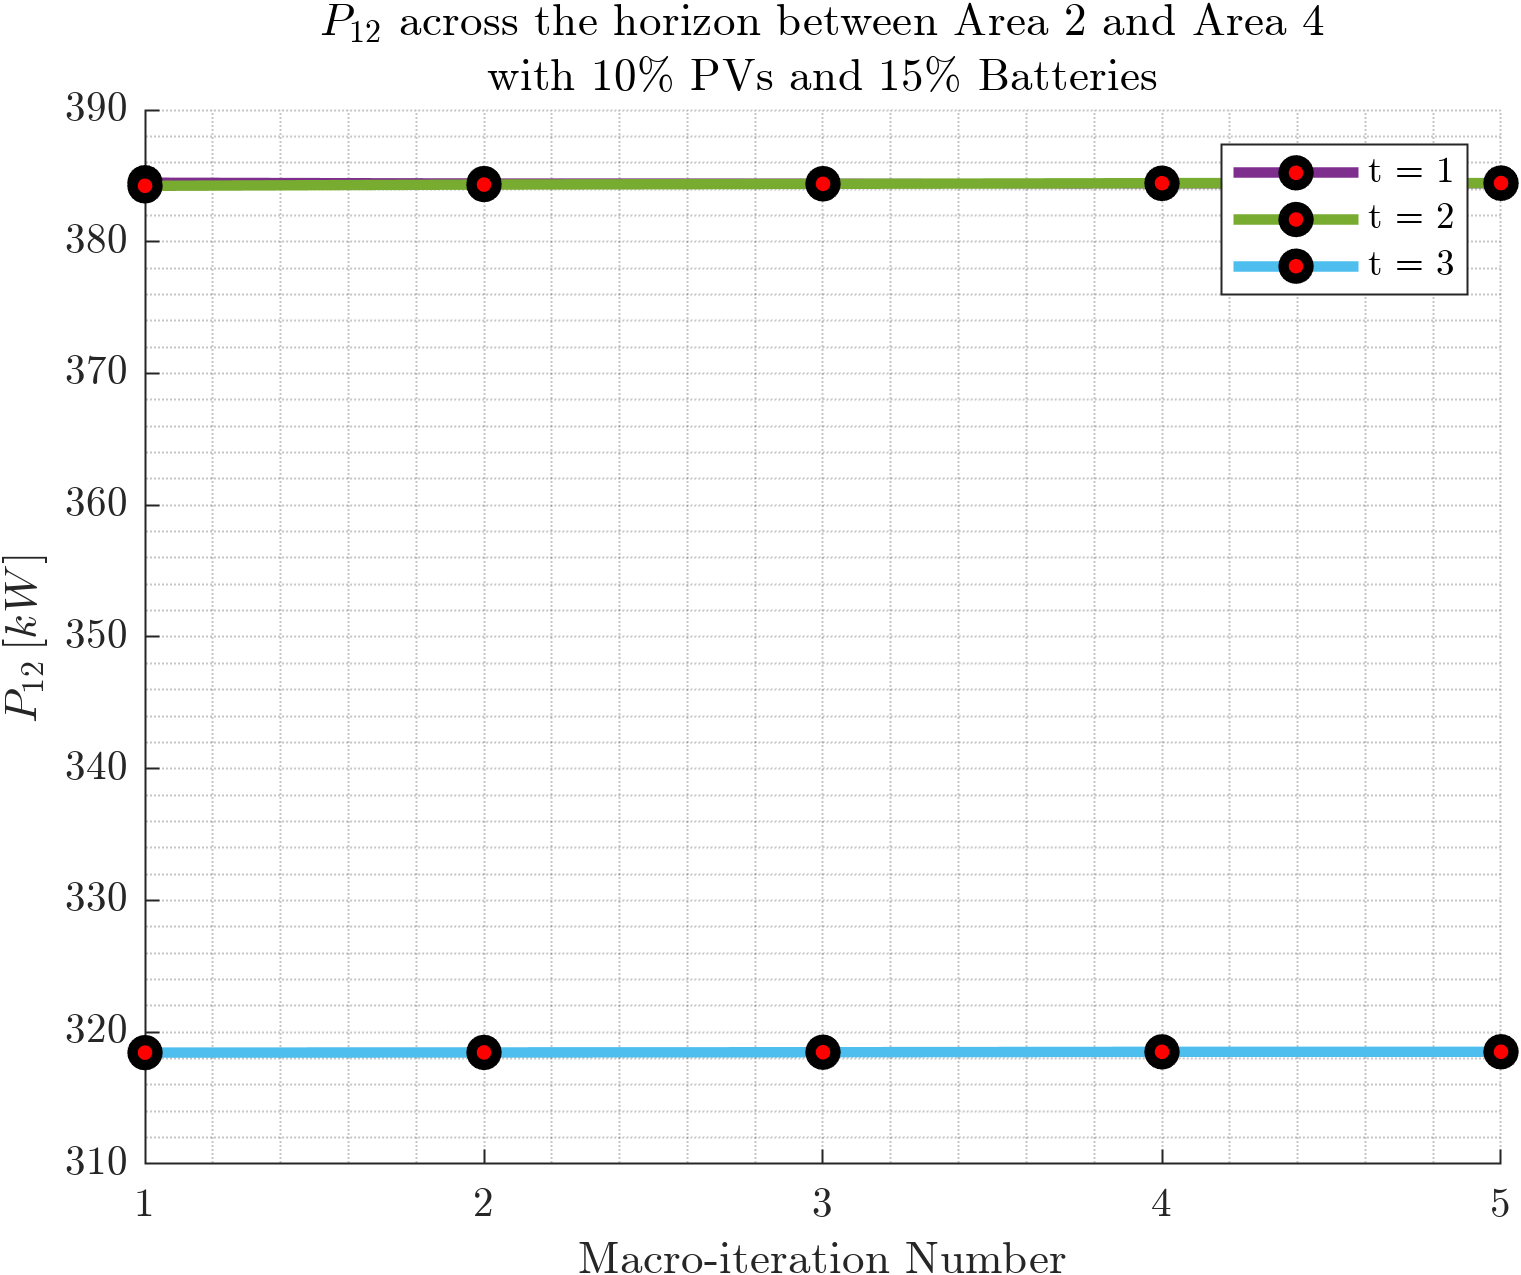 P₁₂ across the horizon between Area 2 and Area 4
with 10% PVs and 15% Batteries
390
380
370
360
350
340
330
320
310
P₁₂ [kW]
t = 1
t = 2
t = 3
1 2 3 4 5
Macro-iteration Number